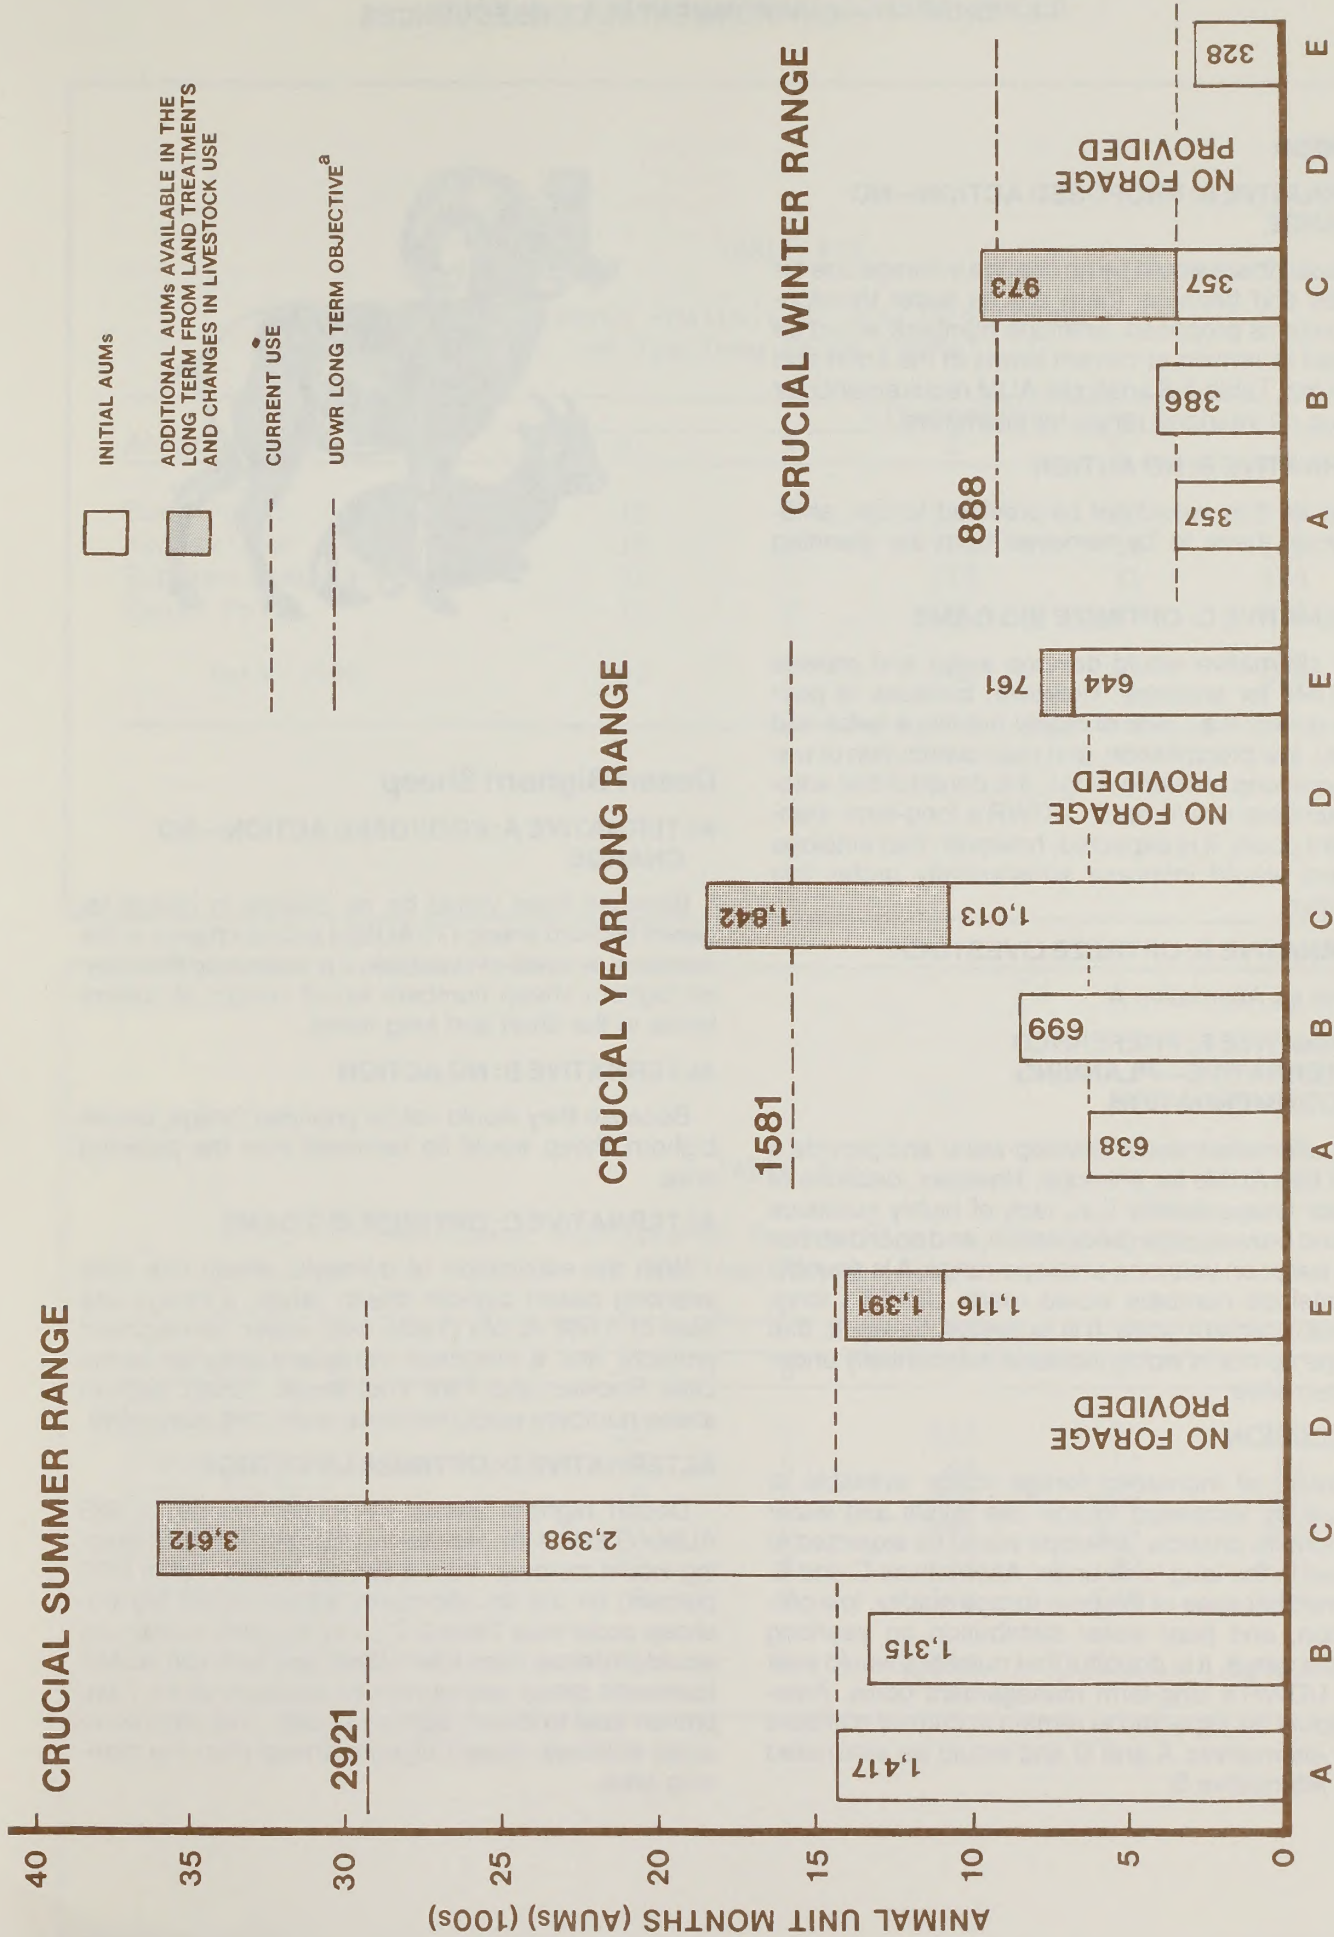 CRUCIAL SUMMER RANGE
CRUCIAL YEARLONG RANGE
CRUCIAL WINTER RANGE
INITIAL AUMs
ADDITIONAL AUMs AVAILABLE IN THE
LONG TERM FROM LAND TREATMENTS
AND CHANGES IN LIVESTOCK USE
CURRENT USE
UDWR LONG TERM OBJECTIVEᵃ
ANIMAL UNIT MONTHS (AUMs) (100s)
40
35
30
25
20
15
10
5
0
2921
1,417
1,315
3,612
2,398
NO FORAGE
PROVIDED
1,391
1,116
A B C D E
1581
638
699
1,842
1,013
NO FORAGE
PROVIDED
761
644
A B C D E
888
357
386
973
357
NO FORAGE
PROVIDED
328
A B C D E